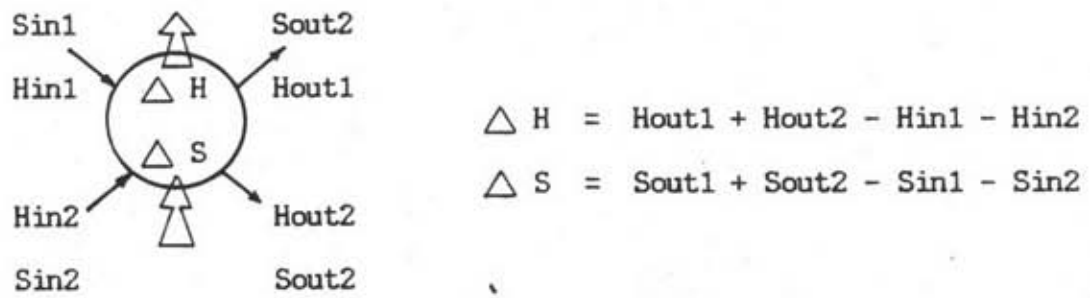 Sin1 Sout2
Hin1 △ H Hout1
△ H = Hout1 + Hout2 - Hin1 - Hin2
△ S
△ S = Sout1 + Sout2 - Sin1 - Sin2
Hin2 Hout2
Sin2 Sout2